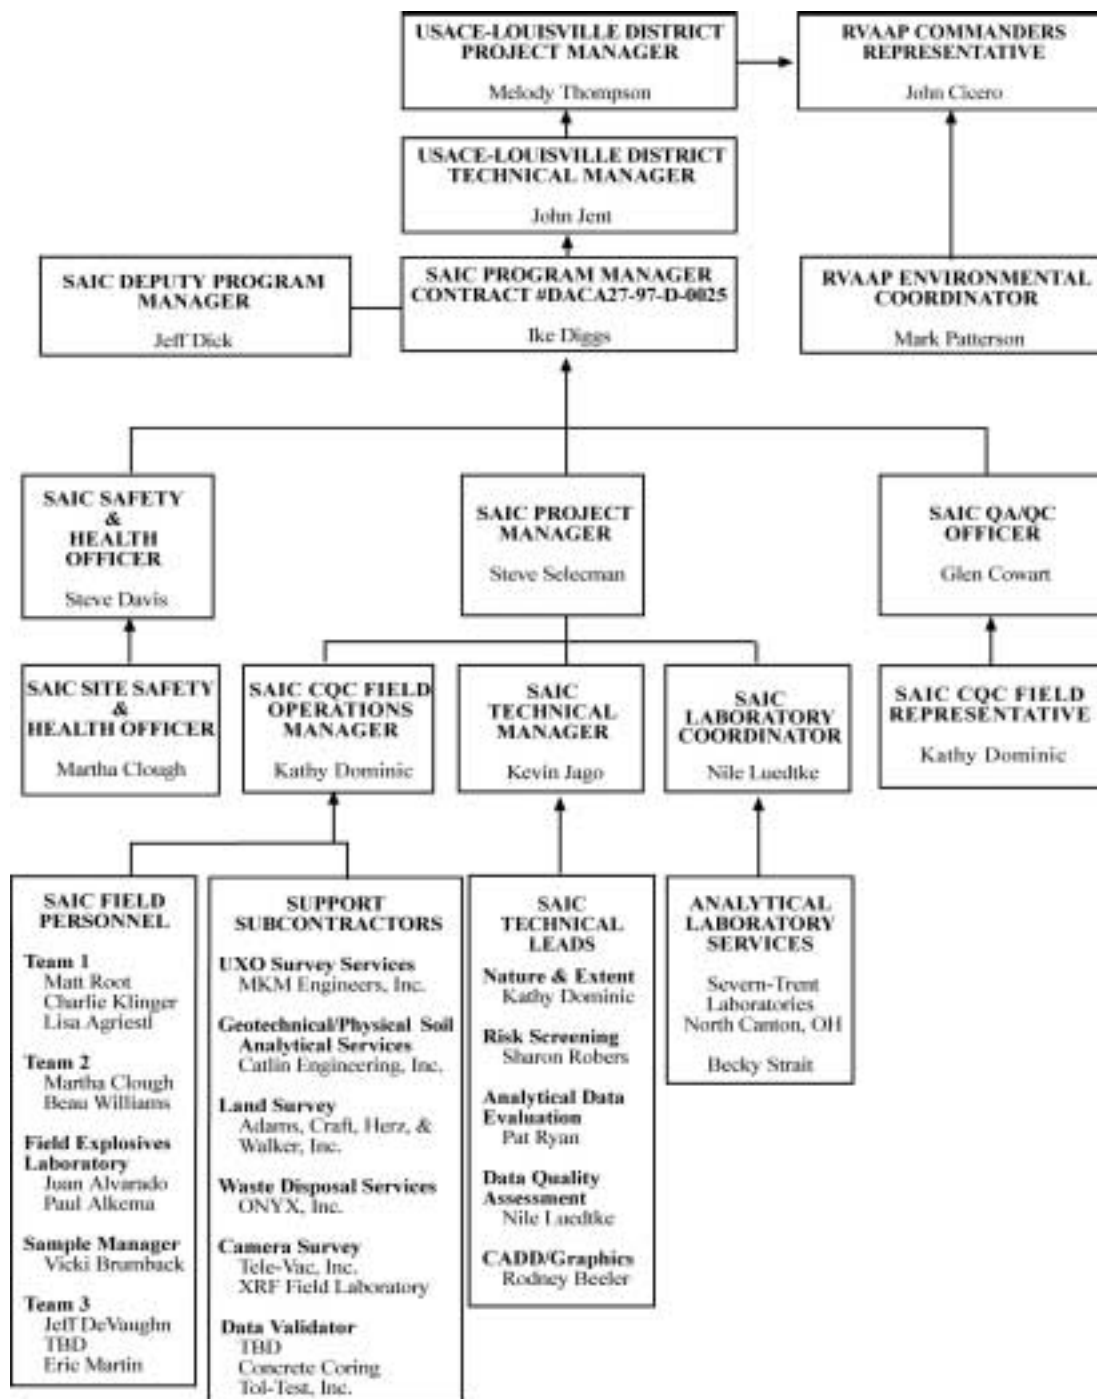 USACE-LOUISVILLE DISTRICT
PROJECT MANAGER
Melody Thompson
RVAAP COMMANDERS
REPRESENTATIVE
John Cicero
USACE-LOUISVILLE DISTRICT
TECHNICAL MANAGER
John Jent
SAIC DEPUTY PROGRAM
MANAGER
Jeff Dick
SAIC PROGRAM MANAGER
CONTRACT #DACA27-97-D-0025
Ike Diggs
RVAAP ENVIRONMENTAL
COORDINATOR
Mark Patterson
SAIC SAFETY
&
HEALTH
OFFICER
Steve Davis
SAIC PROJECT
MANAGER
Steve Selecman
SAIC QA/QC
OFFICER
Glen Cowart
SAIC SITE SAFETY
&
HEALTH OFFICER
Martha Clough
SAIC CQC FIELD
OPERATIONS
MANAGER
Kathy Dominic
SAIC
TECHNICAL
MANAGER
Kevin Jago
SAIC
LABORATORY
COORDINATOR
Nile Luedtke
SAIC CQC FIELD
REPRESENTATIVE
Kathy Dominic
SAIC FIELD
PERSONNEL
Team 1
Matt Root
Charlie Klinger
Lisa Agriesti
Team 2
Martha Clough
Beau Williams
Field Explosives
Laboratory
Juan Alvarado
Paul Alkema
Sample Manager
Vicki Brumback
Team 3
Jeff DeVaughn
TBD
Eric Martin
SUPPORT
SUBCONTRACTORS
UXO Survey Services
MKM Engineers, Inc.
Geotechnical/Physical Soil
Analytical Services
Catlin Engineering, Inc.
Land Survey
Adams, Craft, Herz, &
Walker, Inc.
Waste Disposal Services
ONYX, Inc.
Camera Survey
Tele-Vac, Inc.
XRF Field Laboratory
Data Validator
TBD
Concrete Coring
Tol-Test, Inc.
SAIC
TECHNICAL
LEADS
Nature & Extent
Kathy Dominic
Risk Screening
Sharon Robers
Analytical Data
Evaluation
Pat Ryan
Data Quality
Assessment
Nile Luedtke
CADD/Graphics
Rodney Beeler
ANALYTICAL
LABORATORY
SERVICES
Severn-Trent
Laboratories
North Canton, OH
Becky Strait